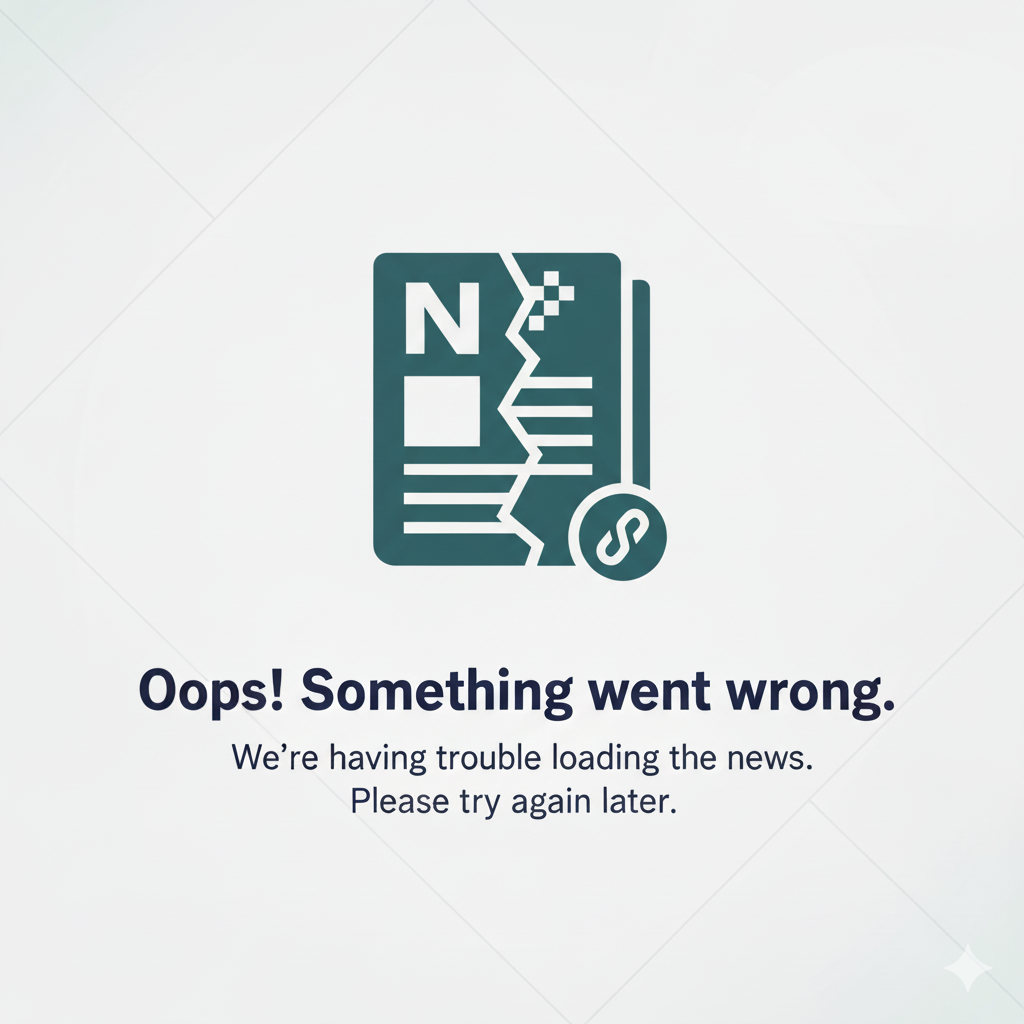 N
Oops! Something went wrong.
We’re having trouble loading the news.
Please try again later.